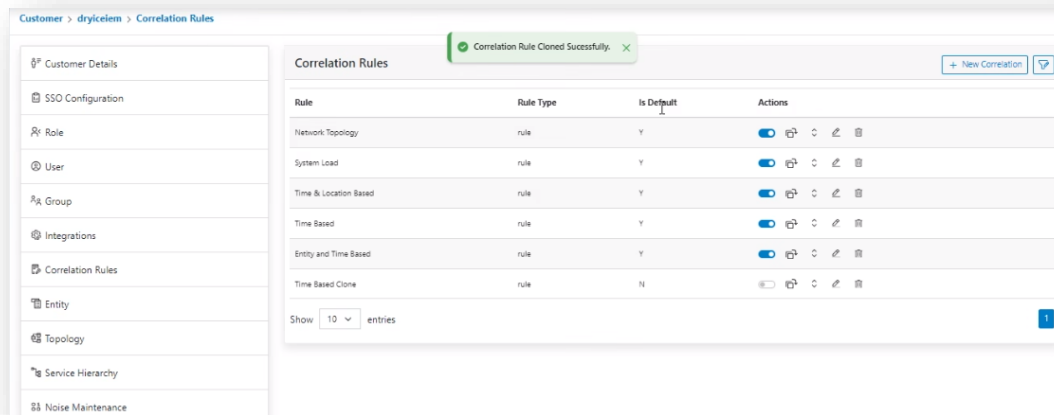 Customer > dryiceiem > Correlation Rules
Correlation Rule Cloned Sucessfully.
Customer Details
SSO Configuration
Role
User
Group
Integrations
Correlation Rules
Entity
Topology
Service Hierarchy
Noise Maintenance
Correlation Rules
+ New Correlation
Rule Rule Type Is Default Actions
Network Topology rule Y
System Load rule Y
Time & Location Based rule Y
Time Based rule Y
Entity and Time Based rule Y
Time Based Clone rule N
Show 10 entries
1